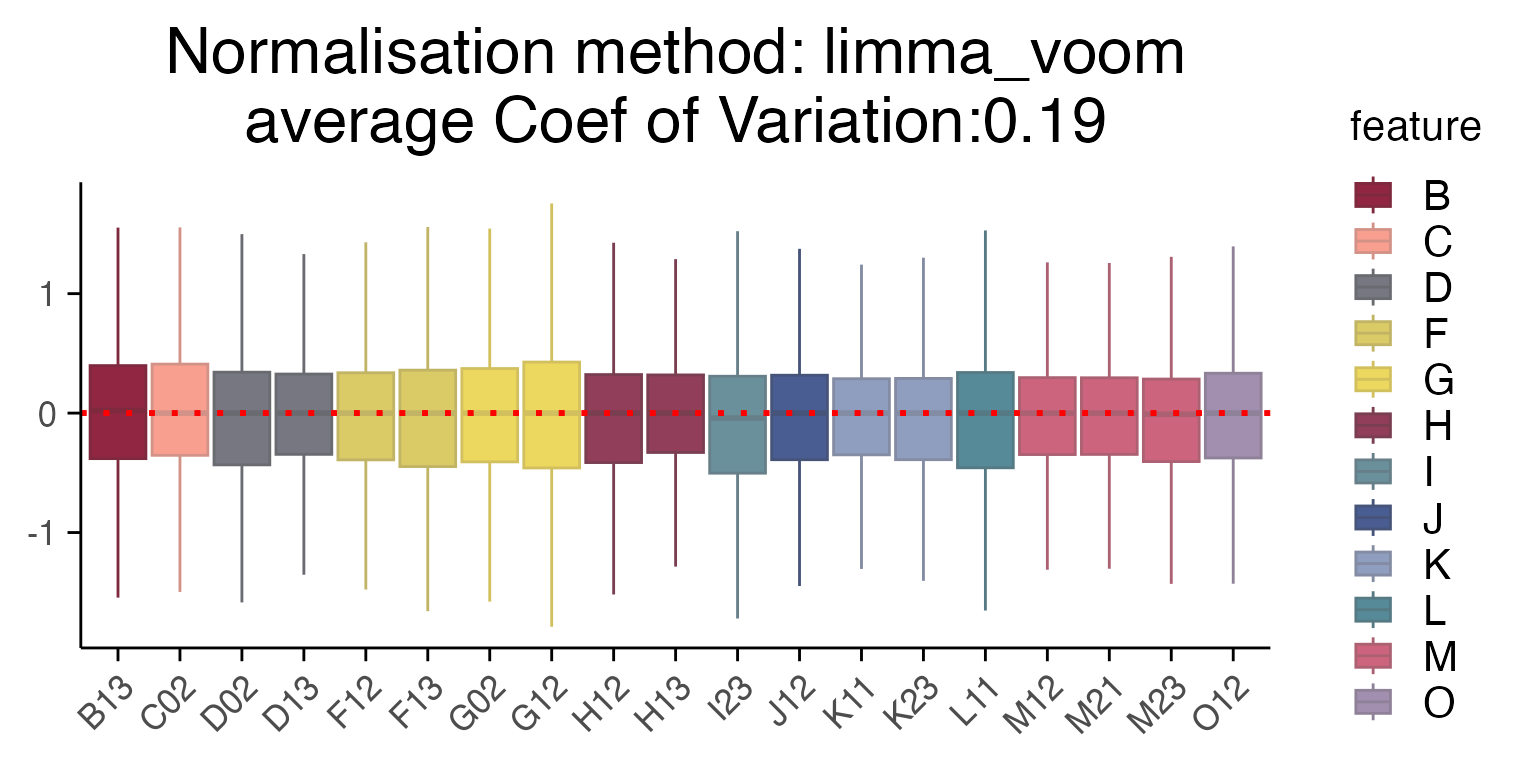 Normalisation method: limma_voom
average Coef of Variation:0.19
feature
B
C
D
F
G
H
I
J
K
L
M
O
1
0
-1
B13
C02
D02
D13
F12
F13
G02
G12
H12
H13
I23
J12
K11
K23
L11
M12
M21
M23
O12